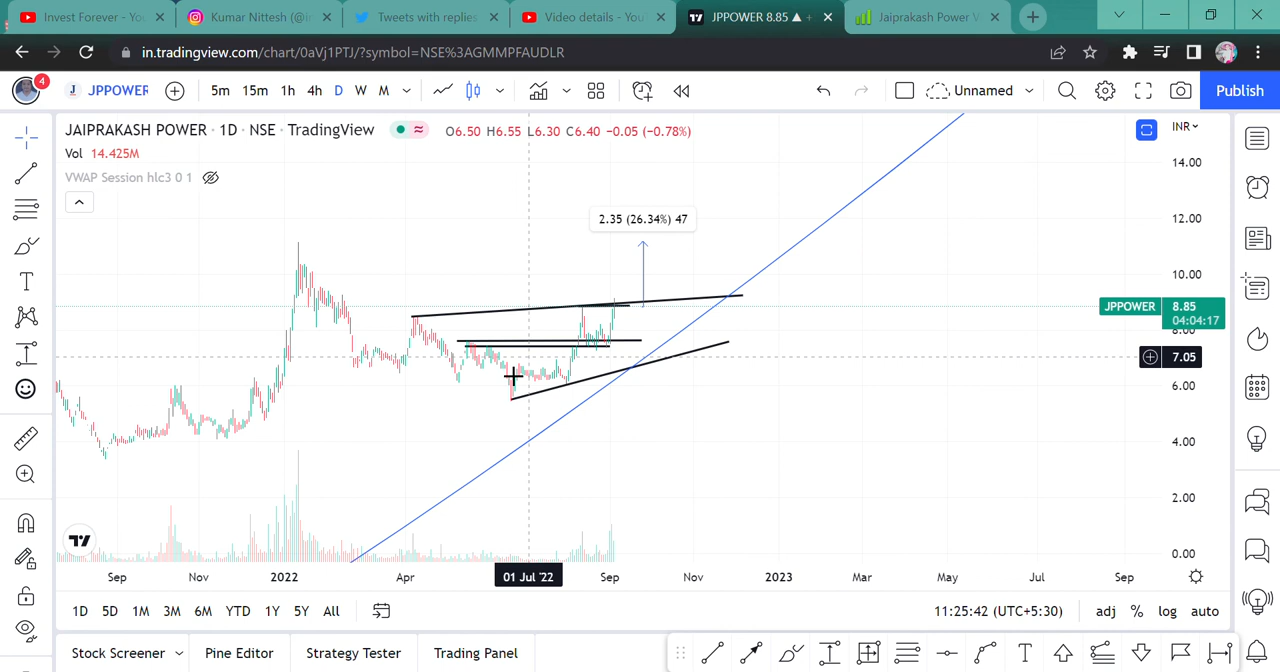 Invest Forever - Yo
Kumar Nittesh (@i
Tweets with replies
Video details - You
JPPOWER 8.85 ▲ +
Jaiprakash Power V
in.tradingview.com/chart/0aVj1PTJ/?symbol=NSE%3AGMMPFAUDLR
4
J JPPOWER 5m 15m 1h 4h D W M Unnamed Publish
JAIPRAKASH POWER · 1D · NSE · TradingView O6.50 H6.55 L6.30 C6.40 −0.05 (−0.78%)
INR
Vol 14.425M
VWAP Session hlc3 0 1
14.00
2.35 (26.34%) 47
12.00
10.00
JPPOWER 8.85
04:04:17
8.00
7.05
6.00
4.00
2.00
0.00
Sep Nov 2022 Apr 01 Jul '22 Sep Nov 2023 Mar May Jul Sep
1D 5D 1M 3M 6M YTD 1Y 5Y All 11:25:42 (UTC+5:30) adj % log auto
Stock Screener Pine Editor Strategy Tester Trading Panel